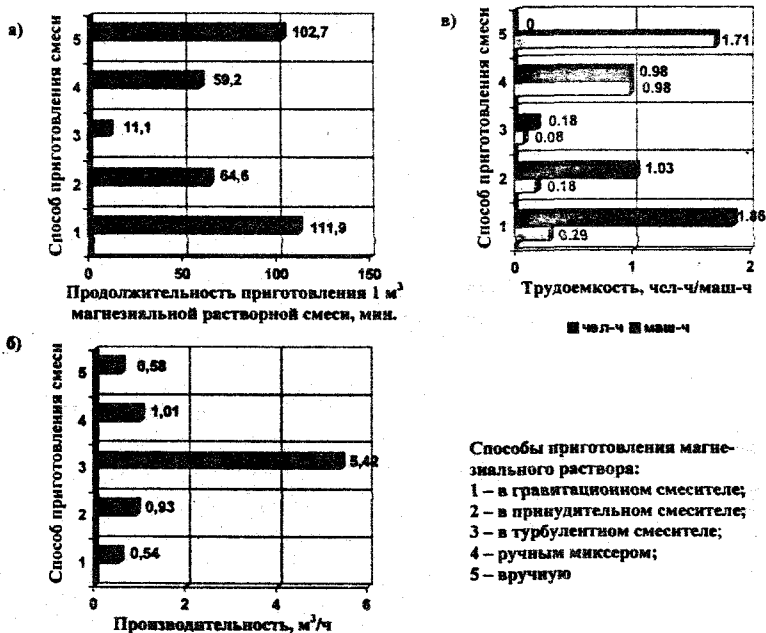 а)
Способ приготовления смеси
5
4
3
2
1
102,7
59,2
11,1
64,6
111,9
0
50
100
150
Продолжительность приготовления 1 м³
магнезиальной растворной смеси, мин.
б)
Способ приготовления смеси
5
4
3
2
1
0,58
1,01
5,42
0,93
0,54
0
2
4
6
Производительность, м³/ч
в)
Способ приготовления смеси
5
4
3
2
1
0
1.71
0.98
0.98
0.18
0.08
1.03
0.18
1.86
0.29
0
1
2
Трудоемкость, чел-ч/маш-ч
чел-ч маш-ч
Способы приготовления магне-
зиального раствора:
1 – в гравитационном смесителе;
2 – в принудительном смесителе;
3 – в турбулентном смесителе;
4 – ручным миксером;
5 – вручную